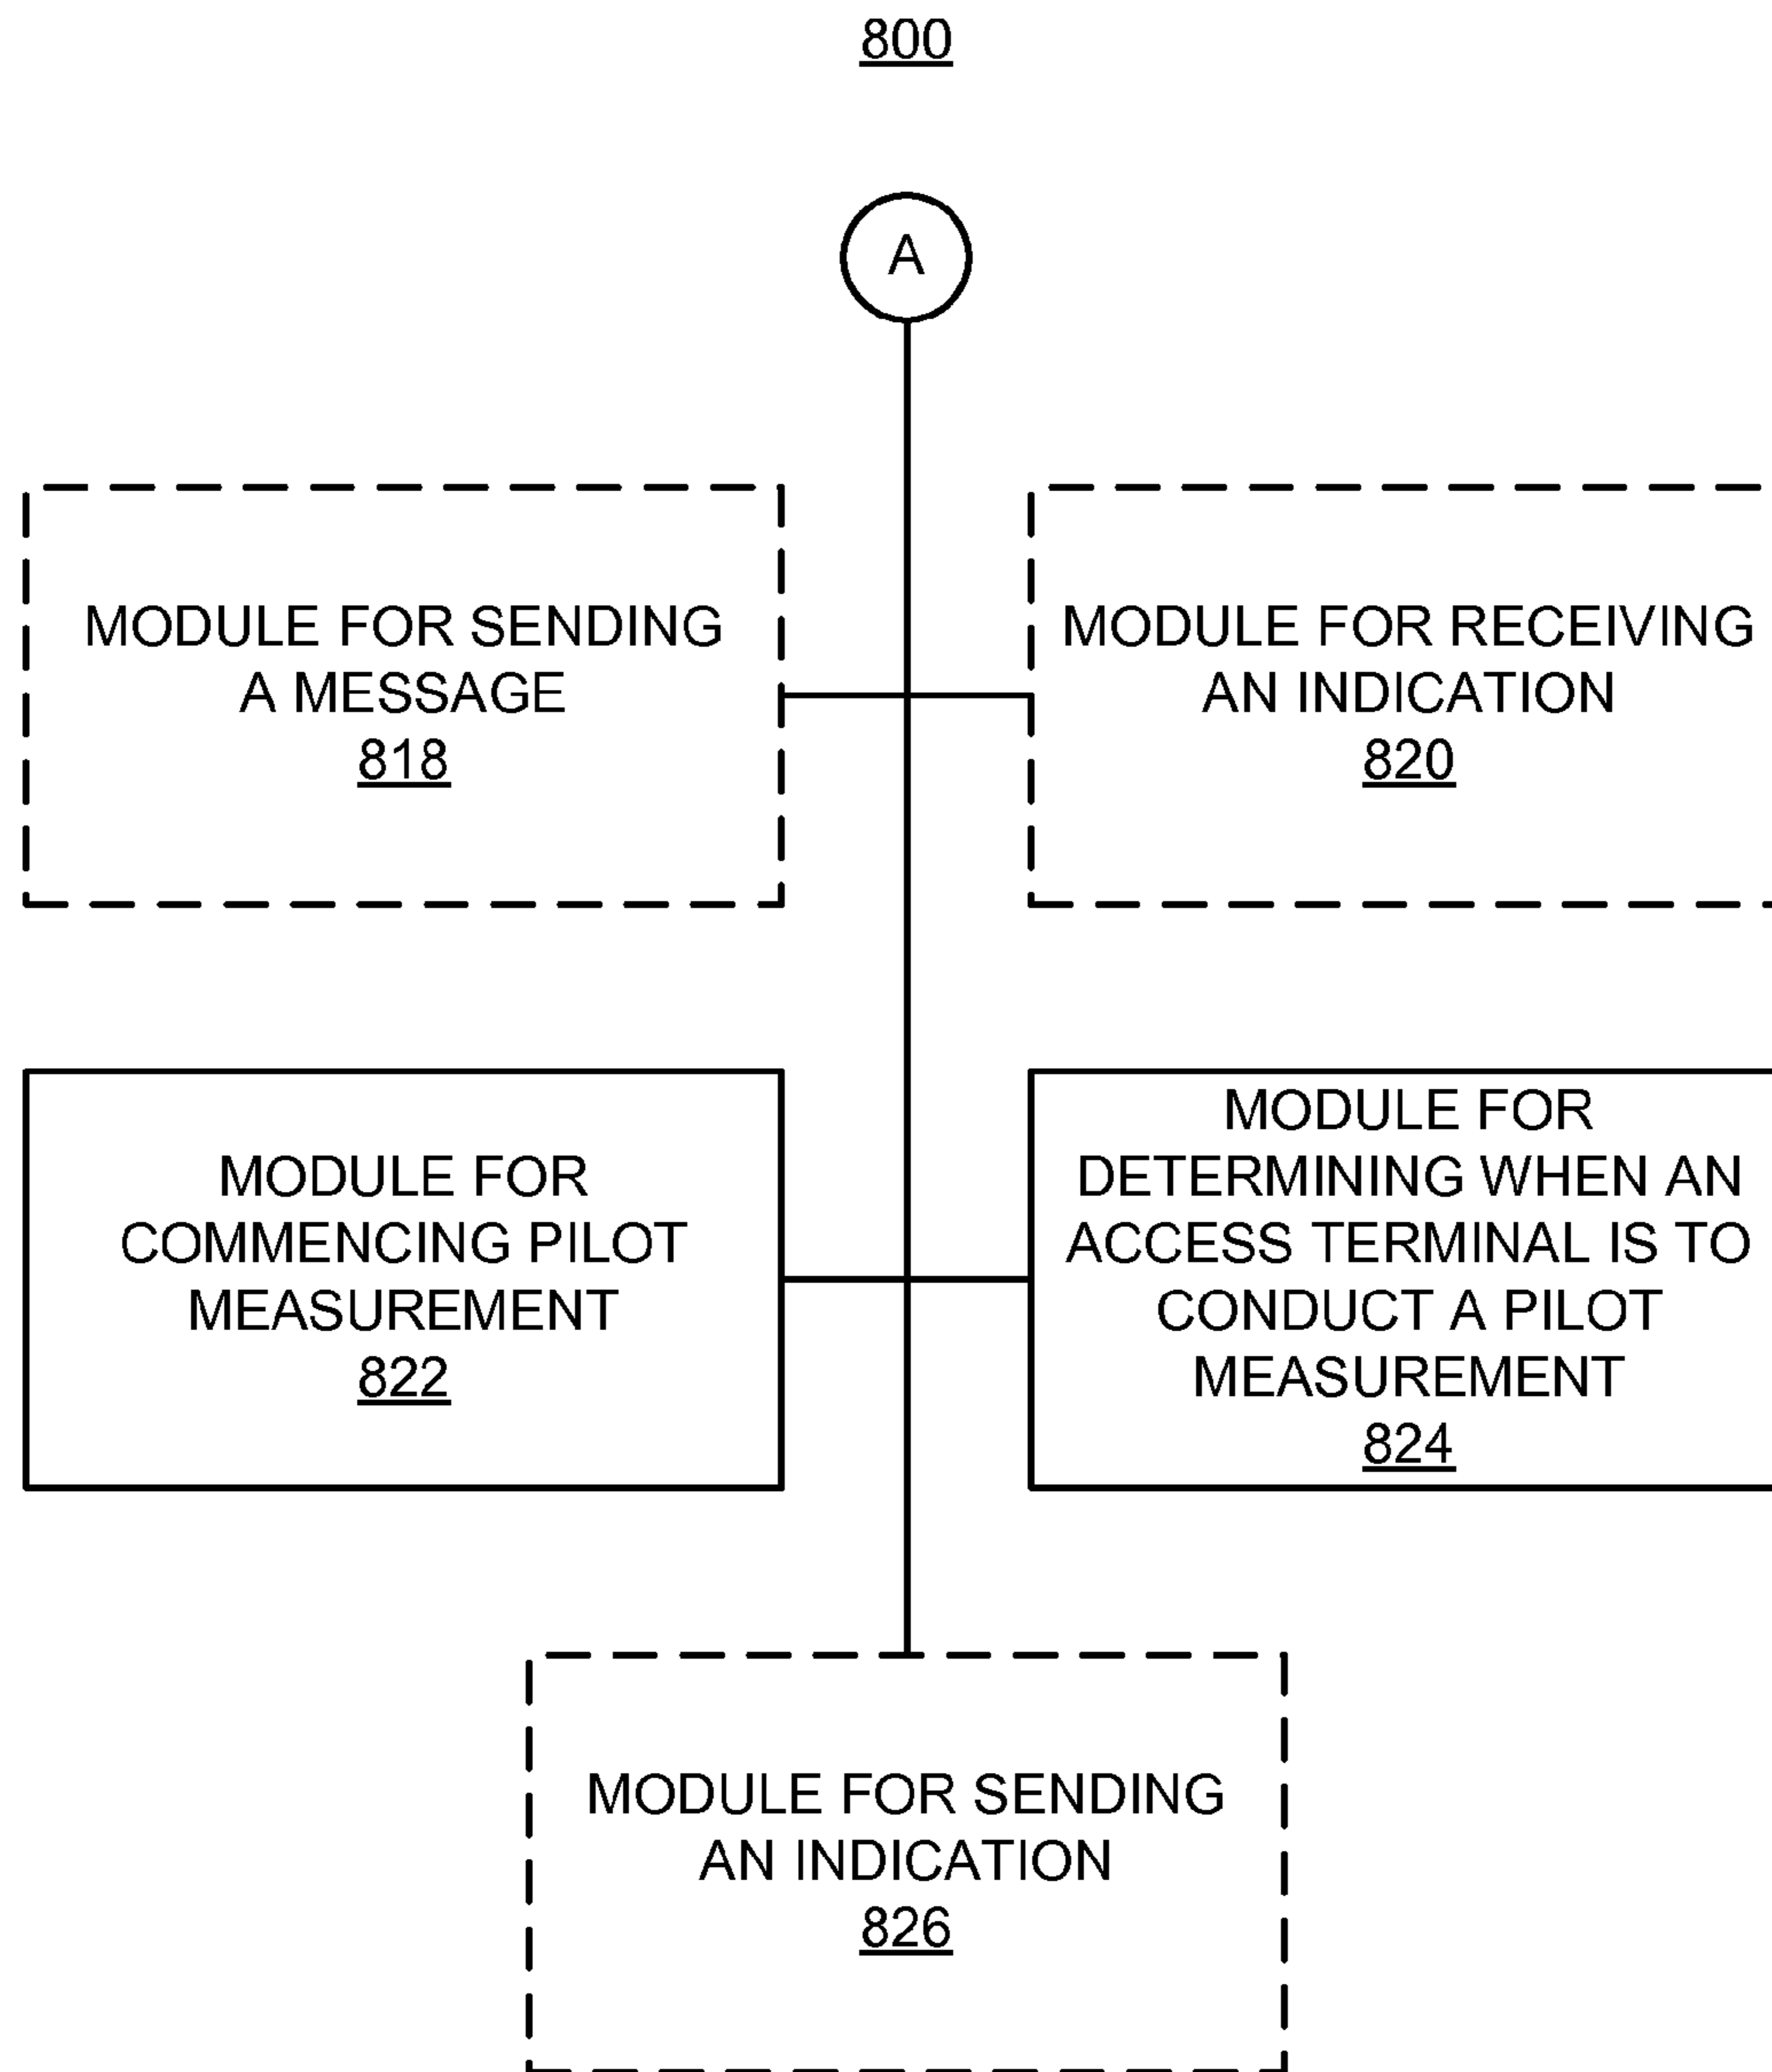 800
A
MODULE FOR SENDING
A MESSAGE
818
MODULE FOR RECEIVING
AN INDICATION
820
MODULE FOR
COMMENCING PILOT
MEASUREMENT
822
MODULE FOR
DETERMINING WHEN AN
ACCESS TERMINAL IS TO
CONDUCT A PILOT
MEASUREMENT
824
MODULE FOR SENDING
AN INDICATION
826